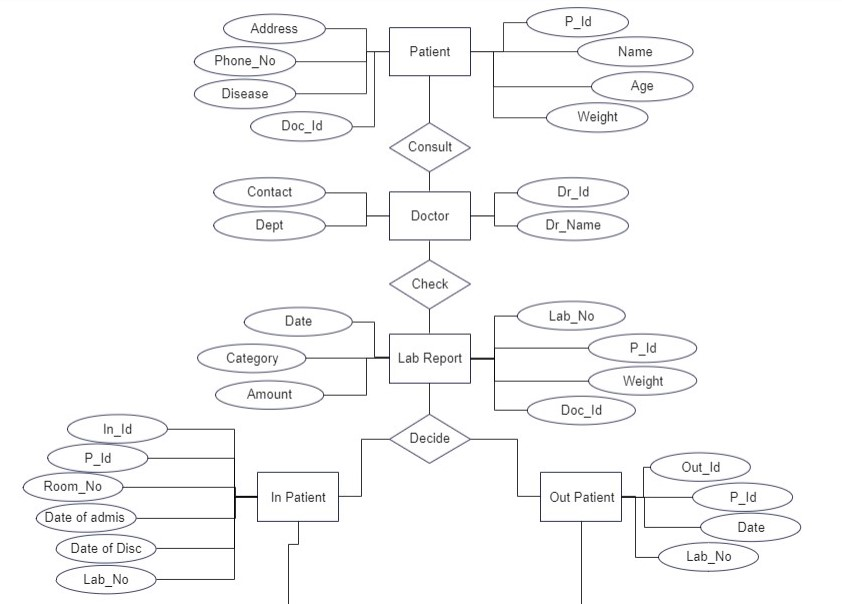 Address
Phone_No
Disease
Doc_Id
Patient
P_Id
Name
Age
Weight
Consult
Contact
Dept
Doctor
Dr_Id
Dr_Name
Check
Date
Category
Amount
Lab Report
Lab_No
P_Id
Weight
Doc_Id
Decide
In_Id
P_Id
Room_No
Date of admis
Date of Disc
Lab_No
In Patient
Out Patient
Out_Id
P_Id
Date
Lab_No